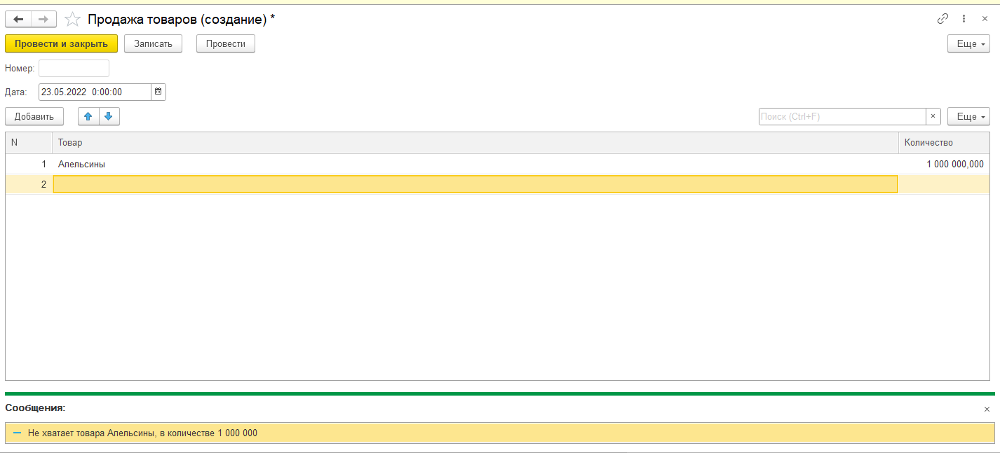 Продажа товаров (создание) *
Провести и закрыть Записать Провести Еще
Номер:
Дата: 23.05.2022 0:00:00
Добавить Поиск (Ctrl+F) × Еще
N Товар Количество
1 Апельсины 1 000 000,000
2
Сообщения:
Не хватает товара Апельсины, в количестве 1 000 000